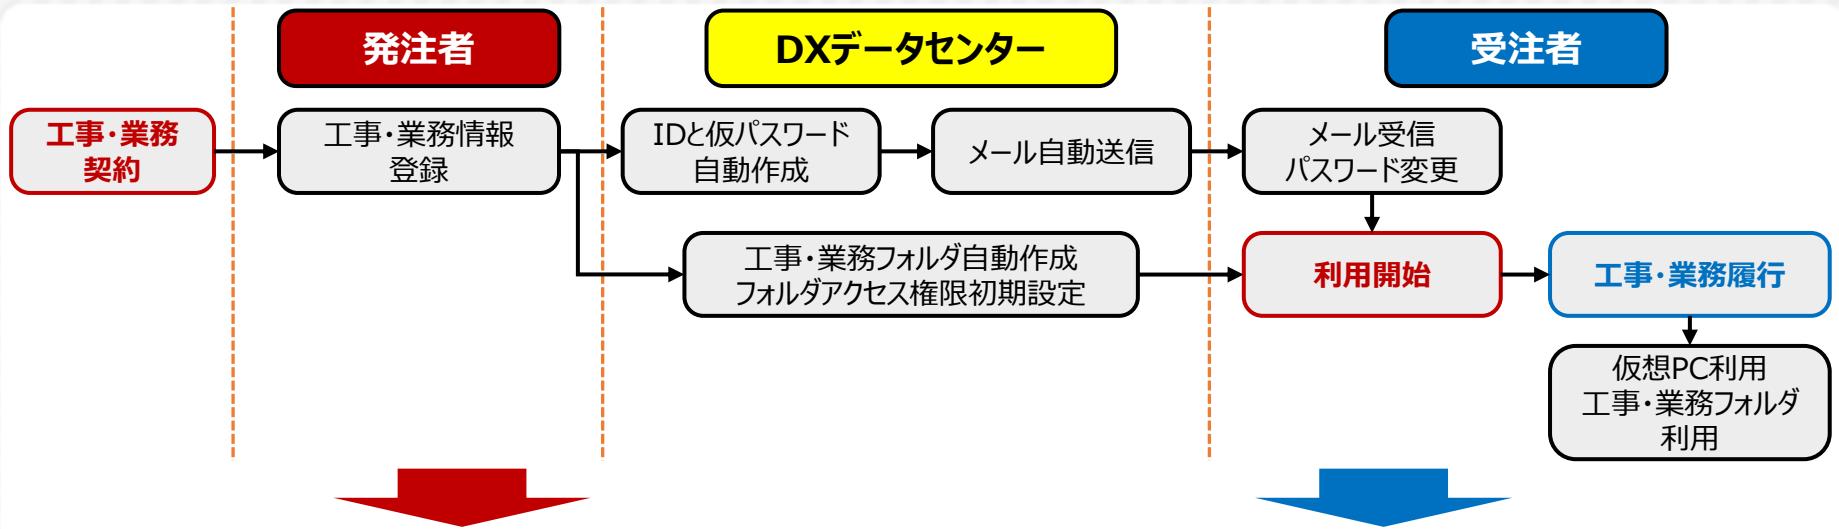 発注者
DXデータセンター
受注者
工事・業務
契約
工事・業務情報
登録
IDと仮パスワード
自動作成
メール自動送信
メール受信
パスワード変更
工事・業務フォルダ自動作成
フォルダアクセス権限初期設定
利用開始
工事・業務履行
仮想PC利用
工事・業務フォルダ
利用